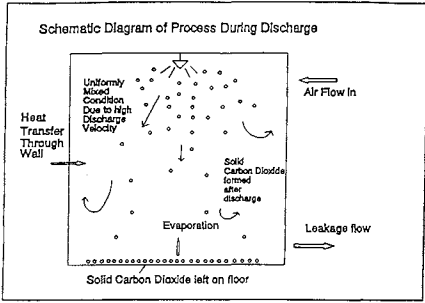 Schematic Diagram of Process During Discharge
Uniformly
Mixed
Condition
Due to high
Discharge
Velocity
Air Flow in
Heat
Transfer
Through
Wall
Solid
Carbon Dioxide
formed
after
discharge
Evaporation
Leakage flow
Solid Carbon Dioxide left on floor